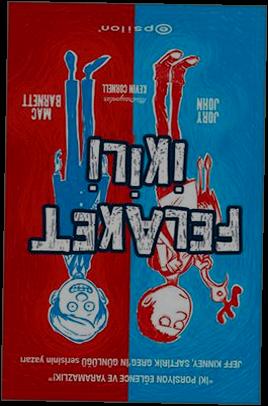 "İKİ PORSİYON EĞLENCE VE YARAMAZLIK!"
JEFF KINNEY, SAFTİRİK GREG'İN GÜNLÜĞÜ serisinin yazarı
FELAKET
İKİLİ
JORY
JOHN
MAC
BARNETT
KEVIN CORNELL
epsilon